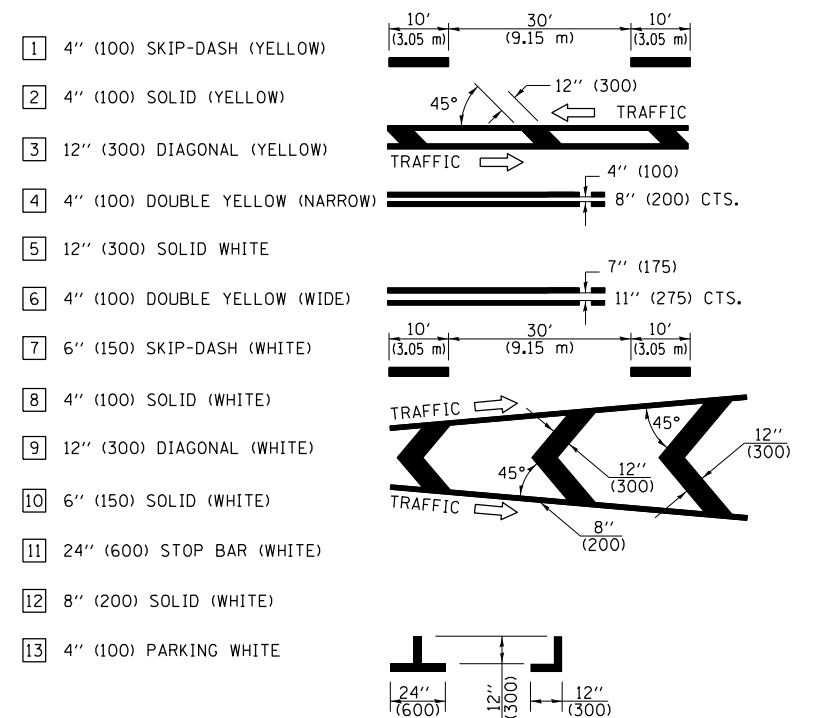 1 4'' (100) SKIP-DASH (YELLOW)
10' 30' 10'
(3.05 m) (9.15 m) (3.05 m)
2 4'' (100) SOLID (YELLOW)
45° 12'' (300)
TRAFFIC
3 12'' (300) DIAGONAL (YELLOW)
TRAFFIC
4 4'' (100) DOUBLE YELLOW (NARROW)
4'' (100)
8'' (200) CTS.
5 12'' (300) SOLID WHITE
6 4'' (100) DOUBLE YELLOW (WIDE)
7'' (175)
11'' (275) CTS.
7 6'' (150) SKIP-DASH (WHITE)
10' 30' 10'
(3.05 m) (9.15 m) (3.05 m)
8 4'' (100) SOLID (WHITE)
TRAFFIC
45°
9 12'' (300) DIAGONAL (WHITE)
12''
(300)
45°
12''
(300)
10 6'' (150) SOLID (WHITE)
TRAFFIC
8''
(200)
11 24'' (600) STOP BAR (WHITE)
12 8'' (200) SOLID (WHITE)
13 4'' (100) PARKING WHITE
24''
(600)
12''
(300)
12''
(300)